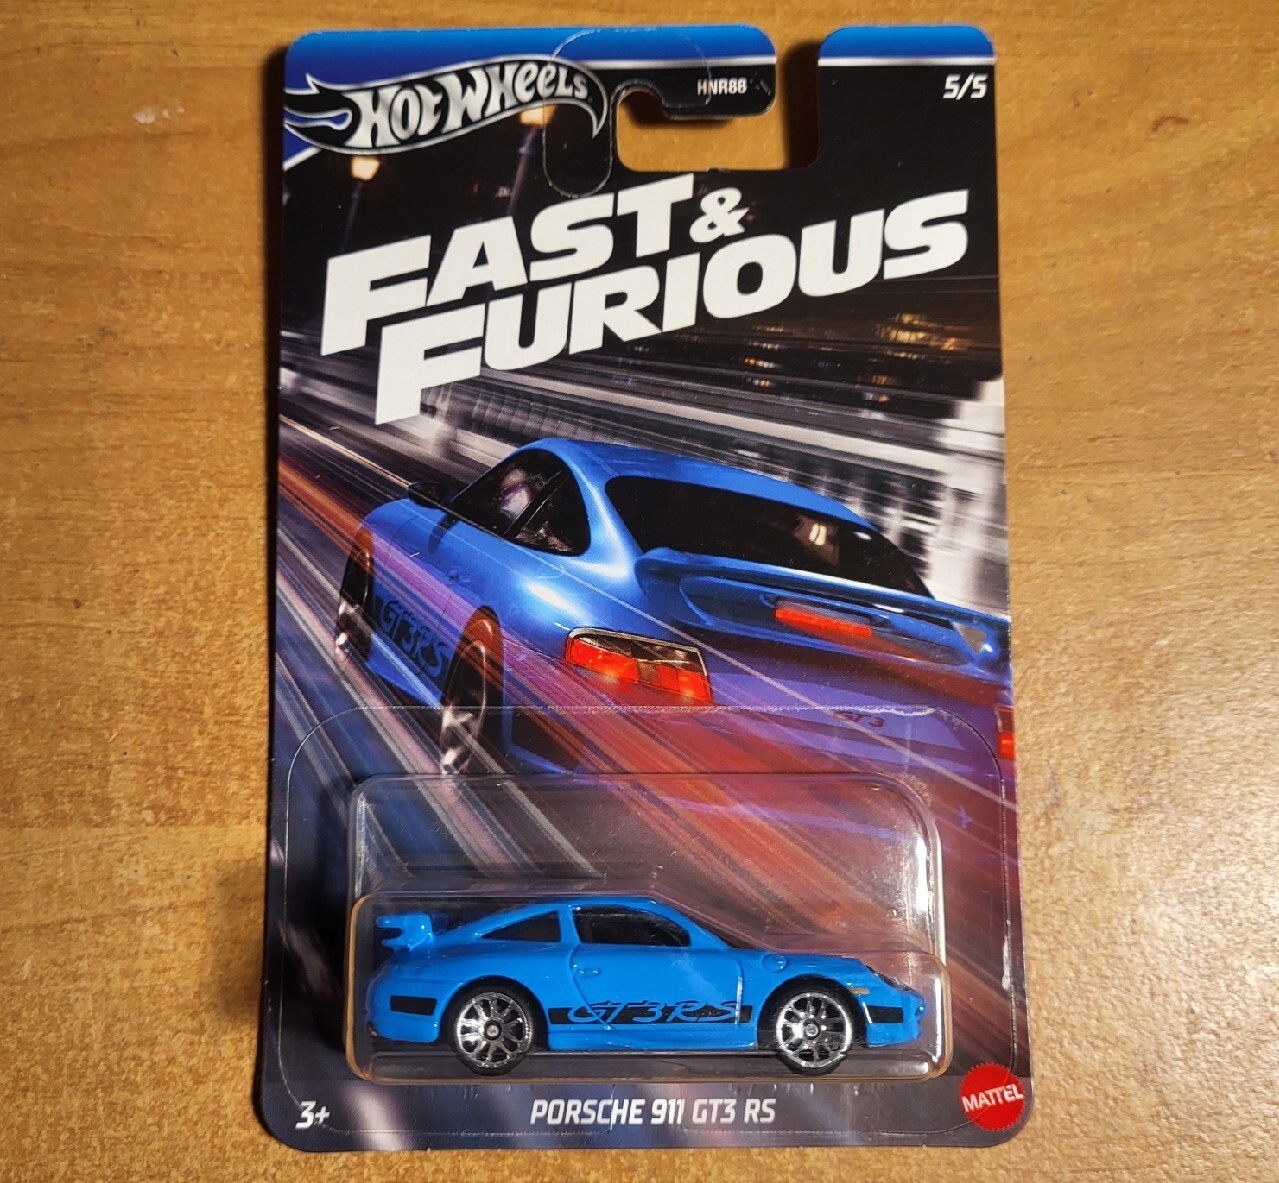 HOT WHEELS
HNR88
5/5
FAST &
FURIOUS
GT3RS
GT3
GT3RS
MATTEL
3+
PORSCHE 911 GT3 RS